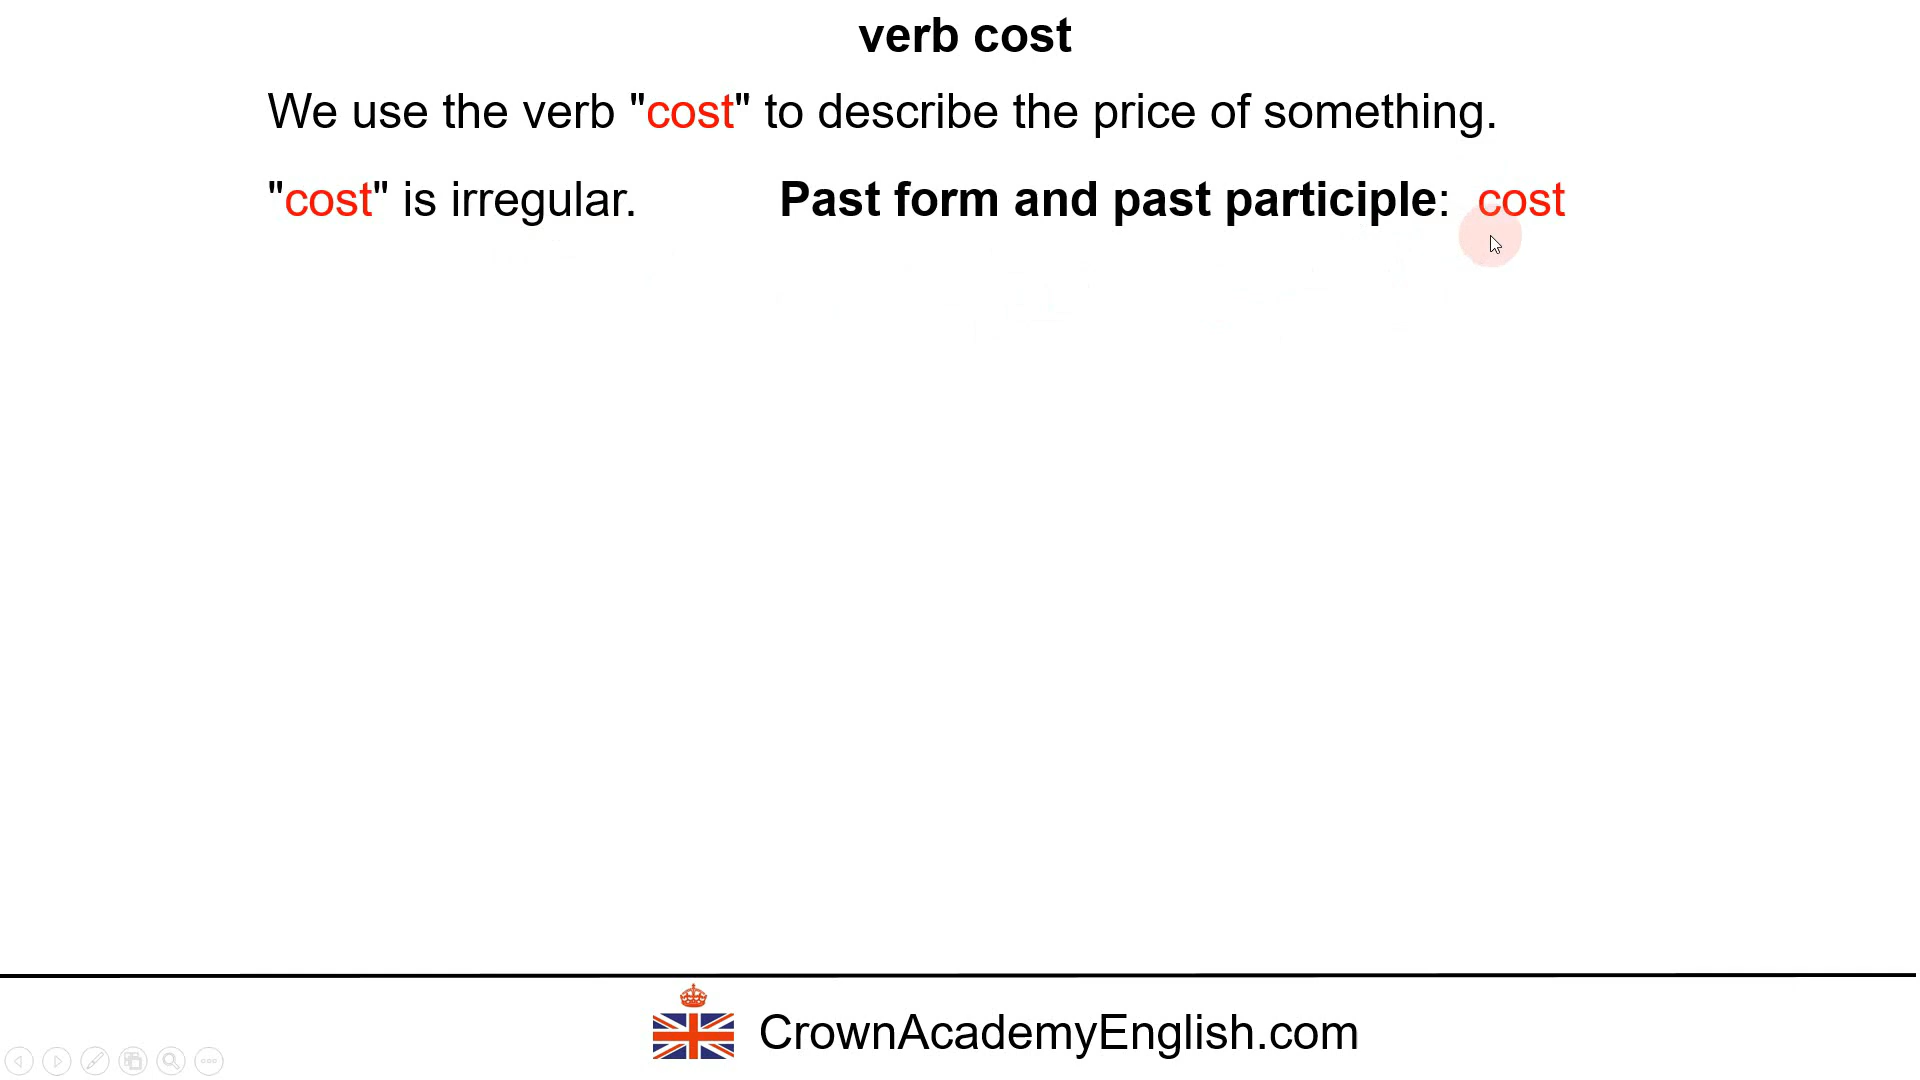 verb cost
We use the verb "cost" to describe the price of something.
"cost" is irregular. Past form and past participle: cost
CrownAcademyEnglish.com